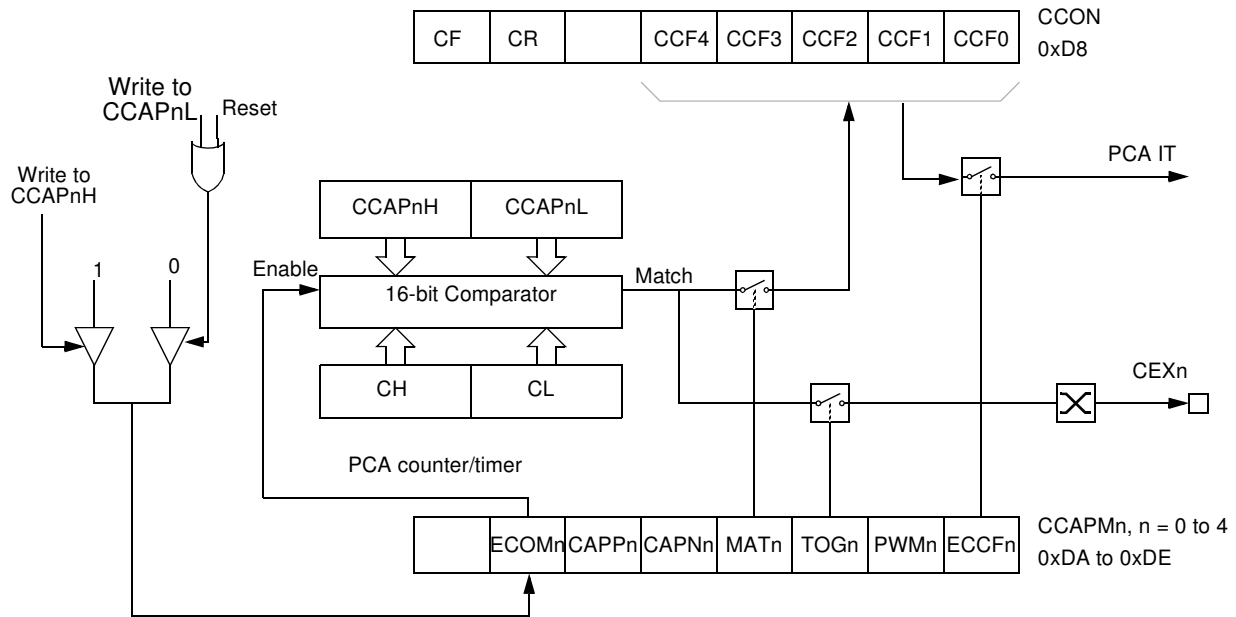 CF CR CCF4 CCF3 CCF2 CCF1 CCF0
CCON
0xD8
Write to
CCAPnL
Reset
Write to
CCAPnH
PCA IT
CCAPnH CCAPnL
1 0
Enable
16-bit Comparator
Match
CH CL
CEXn
PCA counter/timer
ECOMn CAPPn CAPNn MATn TOGn PWMn ECCFn
CCAPMn, n = 0 to 4
0xDA to 0xDE